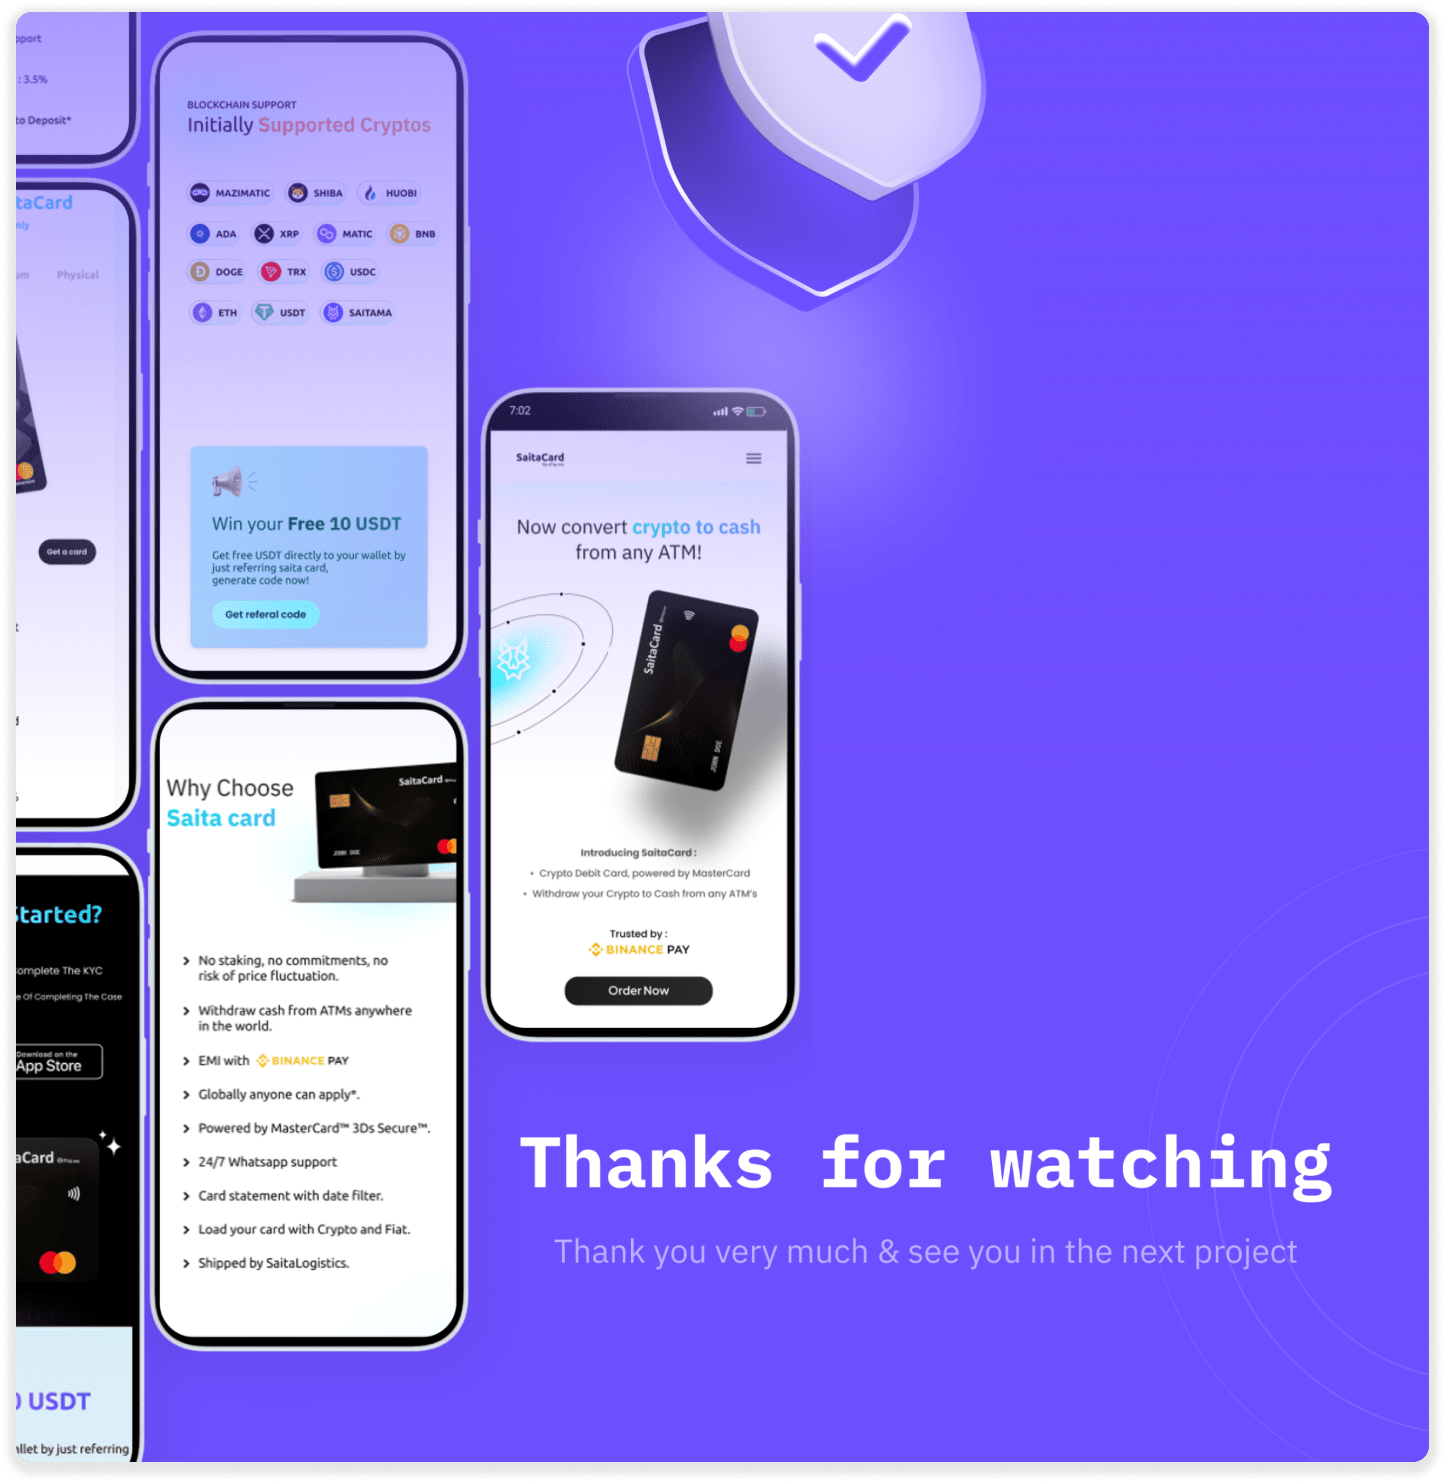 pport
: 3.5%
to Deposit*
taCard
nly
um Physical
Get a card
t
d
%
Started?
omplete The KYC
e Of Completing The Case
Download on the
App Store
aCard
0 USDT
allet by just referring
BLOCKCHAIN SUPPORT
Initially Supported Cryptos
MAZIMATIC SHIBA HUOBI
ADA XRP MATIC BNB
DOGE TRX USDC
ETH USDT SAITAMA
Win your Free 10 USDT
Get free USDT directly to your wallet by
just referring saita card,
generate code now!
Get referal code
Why Choose
Saita card
SaitaCard
JOHN DOE
No staking, no commitments, no
risk of price fluctuation.
Withdraw cash from ATMs anywhere
in the world.
EMI with BINANCE PAY
Globally anyone can apply*.
Powered by MasterCard™ 3Ds Secure™.
24/7 Whatsapp support
Card statement with date filter.
Load your card with Crypto and Fiat.
Shipped by SaitaLogistics.
7:02
SaitaCard
Now convert crypto to cash
from any ATM!
SaitaCard
JOHN DOE
Introducing SaitaCard :
• Crypto Debit Card, powered by MasterCard
• Withdraw your Crypto to Cash from any ATM's
Trusted by :
BINANCE PAY
Order Now
Thanks for watching
Thank you very much & see you in the next project